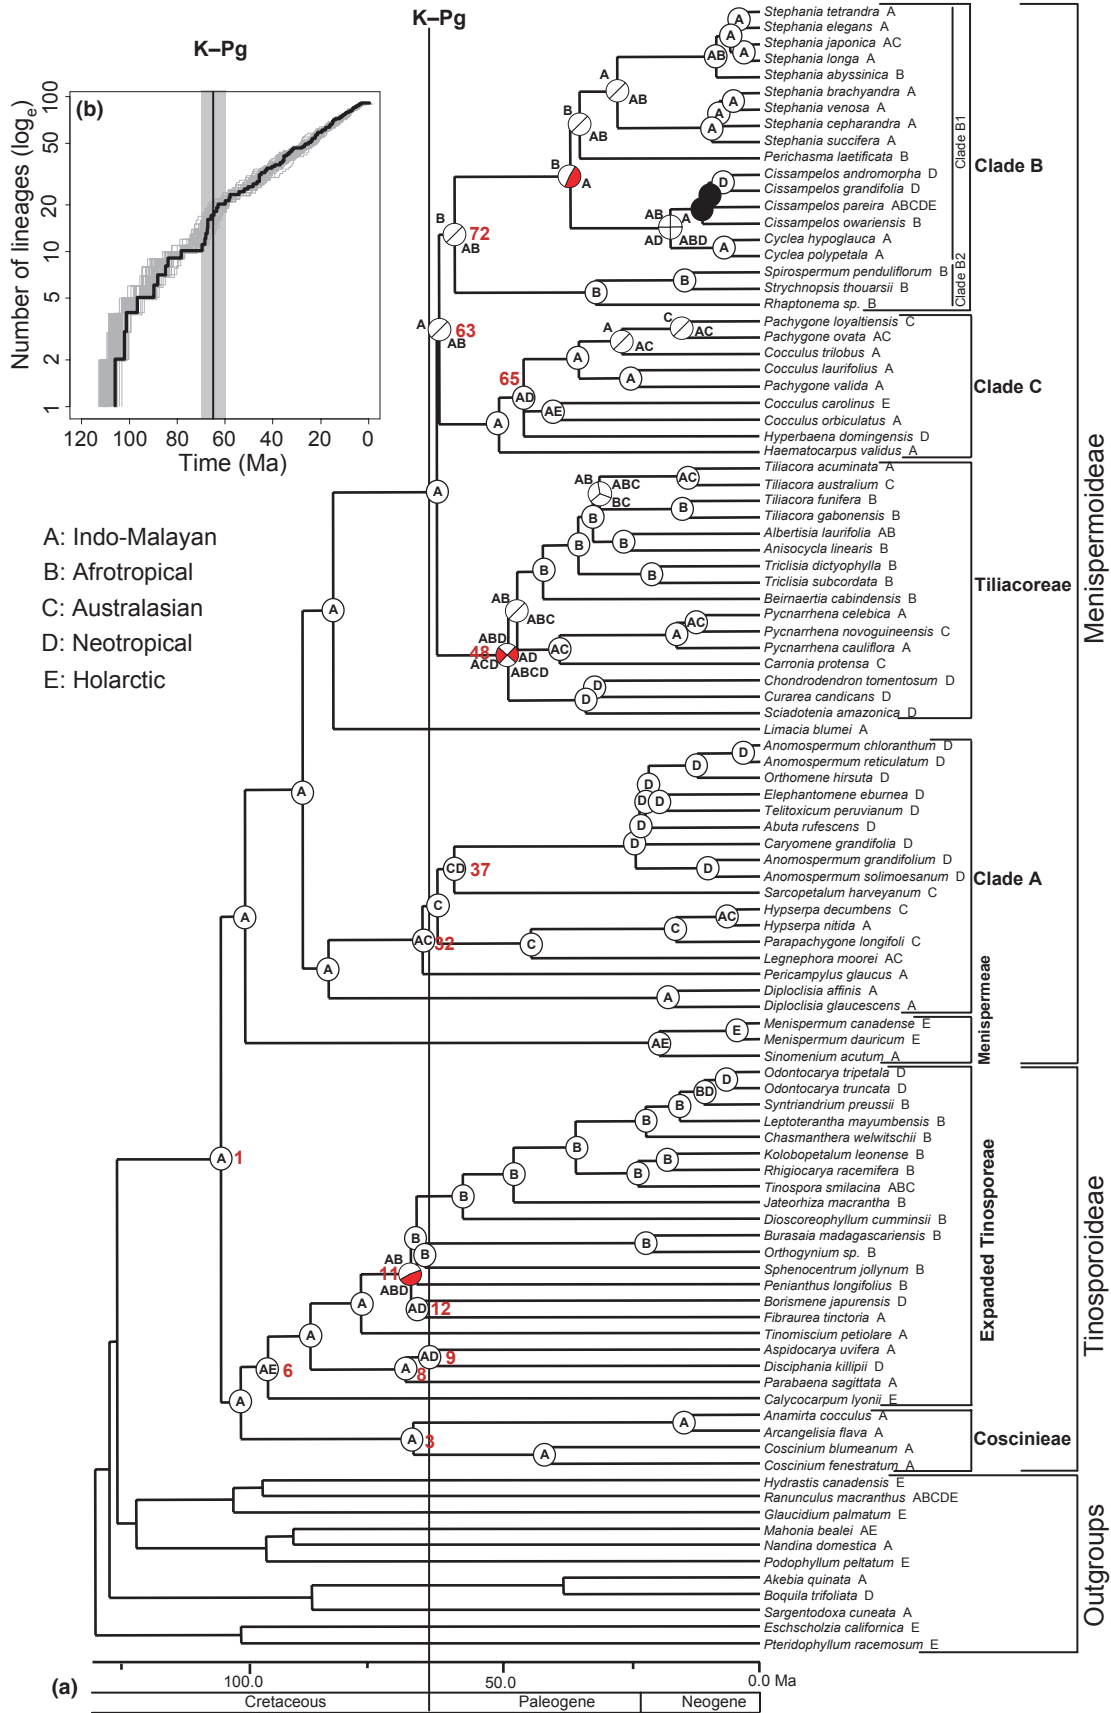 K–Pg
K–Pg
(b)
Number of lineages (log_e)
100
50
20
10
5
2
1
120 100 80 60 40 20 0
Time (Ma)
A: Indo-Malayan
B: Afrotropical
C: Australasian
D: Neotropical
E: Holarctic
Stephania tetrandra A
Stephania elegans A
Stephania japonica AC
Stephania longa A
Stephania abyssinica B
Stephania brachyandra A
Stephania venosa A
Stephania cepharandra A
Stephania succifera A
Perichasma laetificata B
Cissampelos andromorpha D
Cissampelos grandifolia D
Cissampelos pareira ABCDE
Cissampelos owariensis B
Cyclea hypoglauca A
Cyclea polypetala A
Spirospermum penduliflorum B
Strychnopsis thouarsii B
Rhaptonema sp. B
Clade B1
Clade B2
Clade B
Pachygone loyaltiensis C
Pachygone ovata AC
Cocculus trilobus A
Cocculus laurifolius A
Pachygone valida A
Cocculus carolinus E
Cocculus orbiculatus A
Hyperbaena domingensis D
Haematocarpus validus A
Clade C
Tiliacora acuminata A
Tiliacora australium C
Tiliacora funifera B
Tiliacora gabonensis B
Albertisia laurifolia AB
Anisocycla linearis B
Triclisia dictyophylla B
Triclisia subcordata B
Beirnaertia cabindensis B
Pycnarrhena celebica A
Pycnarrhena novoguineensis C
Pycnarrhena cauliflora A
Carronia protensa C
Chondrodendron tomentosum D
Curarea candicans D
Sciadotenia amazonica D
Tiliacoreae
Limacia blumei A
Anomospermum chloranthum D
Anomospermum reticulatum D
Orthomene hirsuta D
Elephantomene eburnea D
Telitoxicum peruvianum D
Abuta rufescens D
Caryomene grandifolia D
Anomospermum grandifolium D
Anomospermum solimoesanum D
Sarcopetalum harveyanum C
Hypserpa decumbens C
Hypserpa nitida A
Parapachygone longifoli C
Legnephora moorei AC
Pericampylus glaucus A
Diploclisia affinis A
Diploclisia glaucescens A
Clade A
Menispermum canadense E
Menispermum dauricum E
Sinomenium acutum A
Menispermeae
Menispermoideae
Odontocarya tripetala D
Odontocarya truncata D
Syntriandrium preussii B
Leptoterantha mayumbensis B
Chasmanthera welwitschii B
Kolobopetalum leonense B
Rhigiocarya racemifera B
Tinospora smilacina ABC
Jateorhiza macrantha B
Dioscoreophyllum cumminsii B
Burasaia madagascariensis B
Orthogynium sp. B
Sphenocentrum jollynum B
Penianthus longifolius B
Borismene japurensis D
Fibraurea tinctoria A
Tinomiscium petiolare A
Aspidocarya uvifera A
Disciphania killipii D
Parabaena sagittata A
Calycocarpum lyonii E
Expanded Tinosporeae
Anamirta cocculus A
Arcangelisia flava A
Coscinium blumeanum A
Coscinium fenestratum A
Coscinieae
Tinosporoideae
Hydrastis canadensis E
Ranunculus macranthus ABCDE
Glaucidium palmatum E
Mahonia bealei AE
Nandina domestica A
Podophyllum peltatum E
Akebia quinata A
Boquila trifoliata D
Sargentodoxa cuneata A
Eschscholzia californica E
Pteridophyllum racemosum E
Outgroups
72
63
65
48
37
32
1
11
12
9
8
6
3
(a)
100.0 50.0 0.0 Ma
Cretaceous Paleogene Neogene